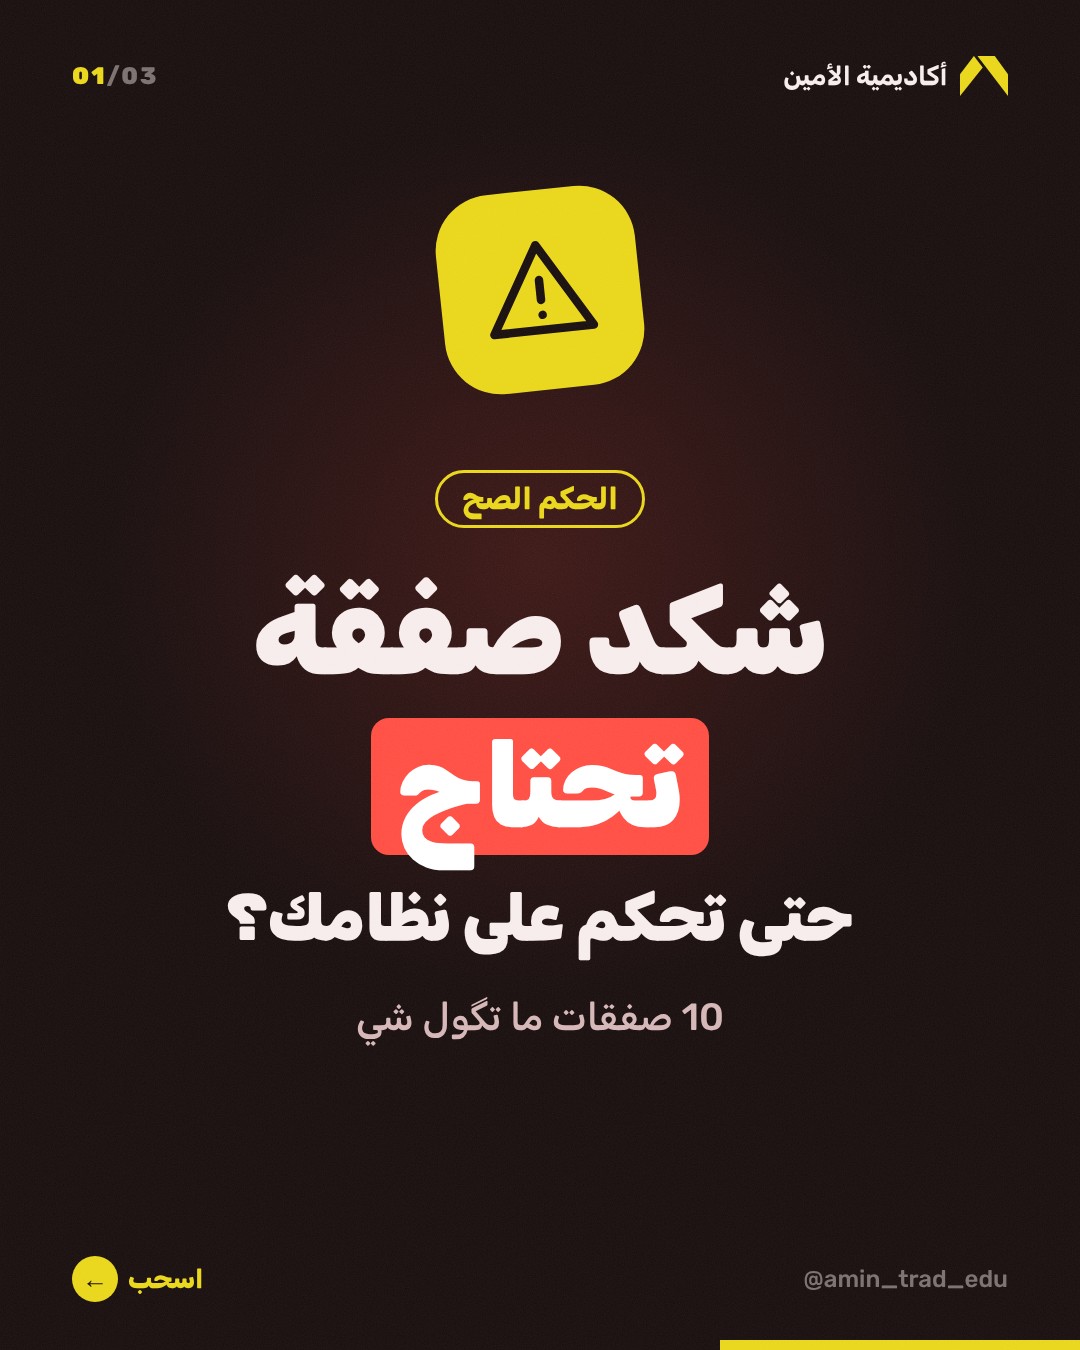 أكاديمية الأمين
01/03
الحكم الصح
شكد صفقة
تحتاج
حتى تحكم على نظامك؟
10 صفقات ما تگول شي
@amin_trad_edu
اسحب ←